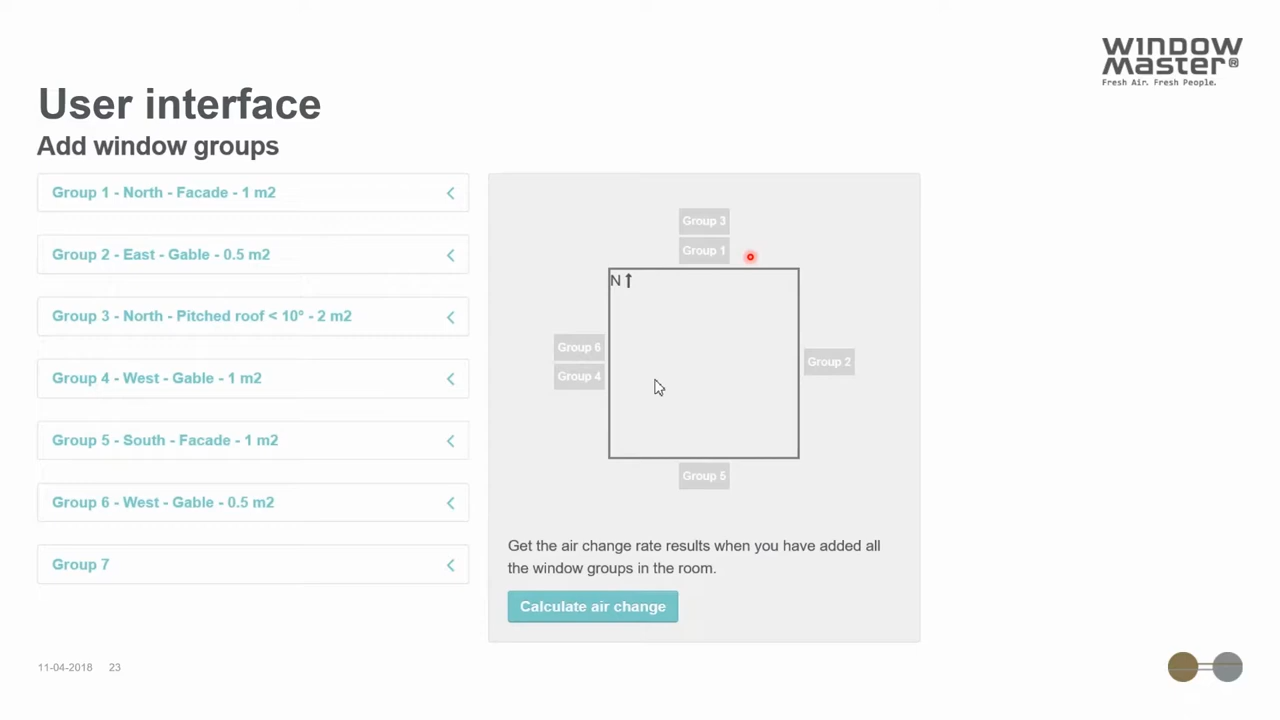 WINDOW
Master®
Fresh Air. Fresh People.
User interface
Add window groups
Group 1 - North - Facade - 1 m2
Group 2 - East - Gable - 0.5 m2
Group 3 - North - Pitched roof < 10° - 2 m2
Group 4 - West - Gable - 1 m2
Group 5 - South - Facade - 1 m2
Group 6 - West - Gable - 0.5 m2
Group 7
Group 3
Group 1
N
Group 6
Group 4
Group 2
Group 5
Get the air change rate results when you have added all
the window groups in the room.
Calculate air change
11-04-2018 23